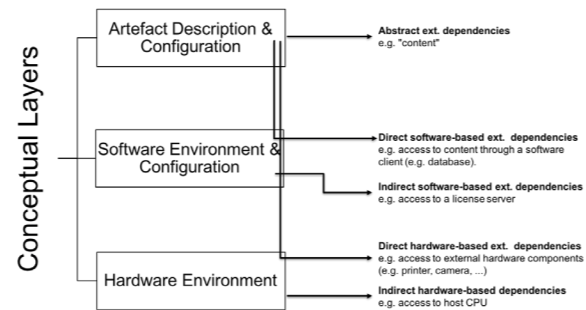 Conceptual Layers
Artefact Description &
Configuration
Abstract ext. dependencies
e.g. "content"
Software Environment &
Configuration
Direct software-based ext. dependencies
e.g. access to content through a software
client (e.g. database).
Indirect software-based ext. dependencies
e.g. access to a license server
Hardware Environment
Direct hardware-based ext. dependencies
e.g. access to external hardware components
(e.g. printer, camera, ...)
Indirect hardware-based dependencies
e.g. access to host CPU